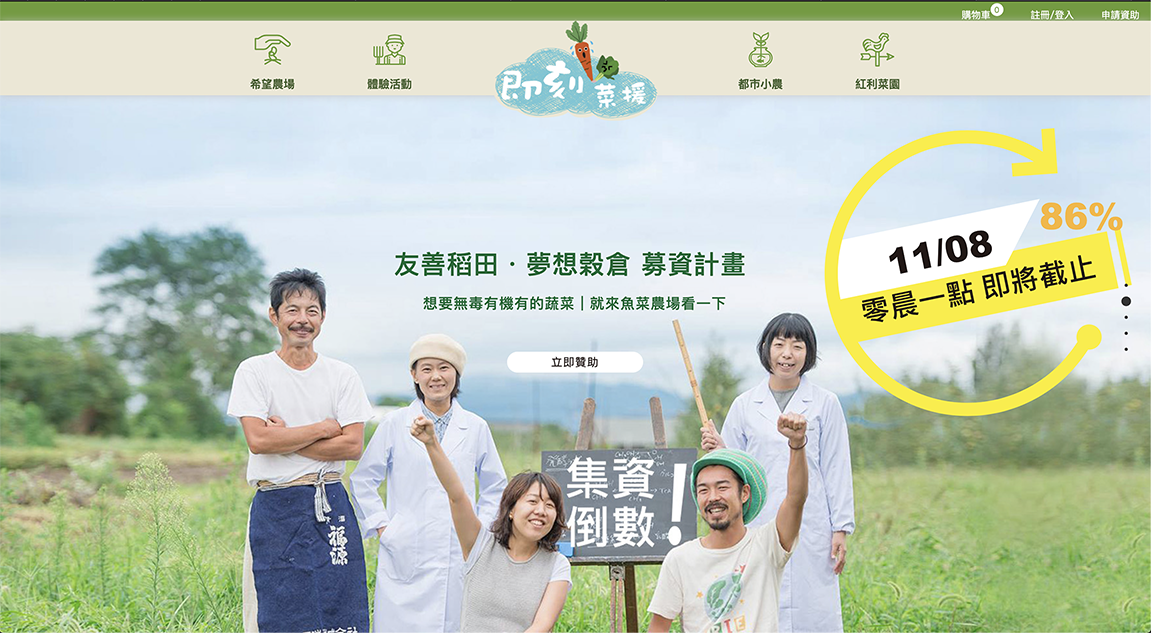 購物車 0 註冊/登入 申請資助
希望農場 體驗活動 即刻菜援 都市小農 紅利菜園
86%
11/08
零晨一點 即將截止
友善稻田・夢想穀倉 募資計畫
想要無毒有機有的蔬菜｜就來魚菜農場看一下
立即贊助
集資
倒數！
福源